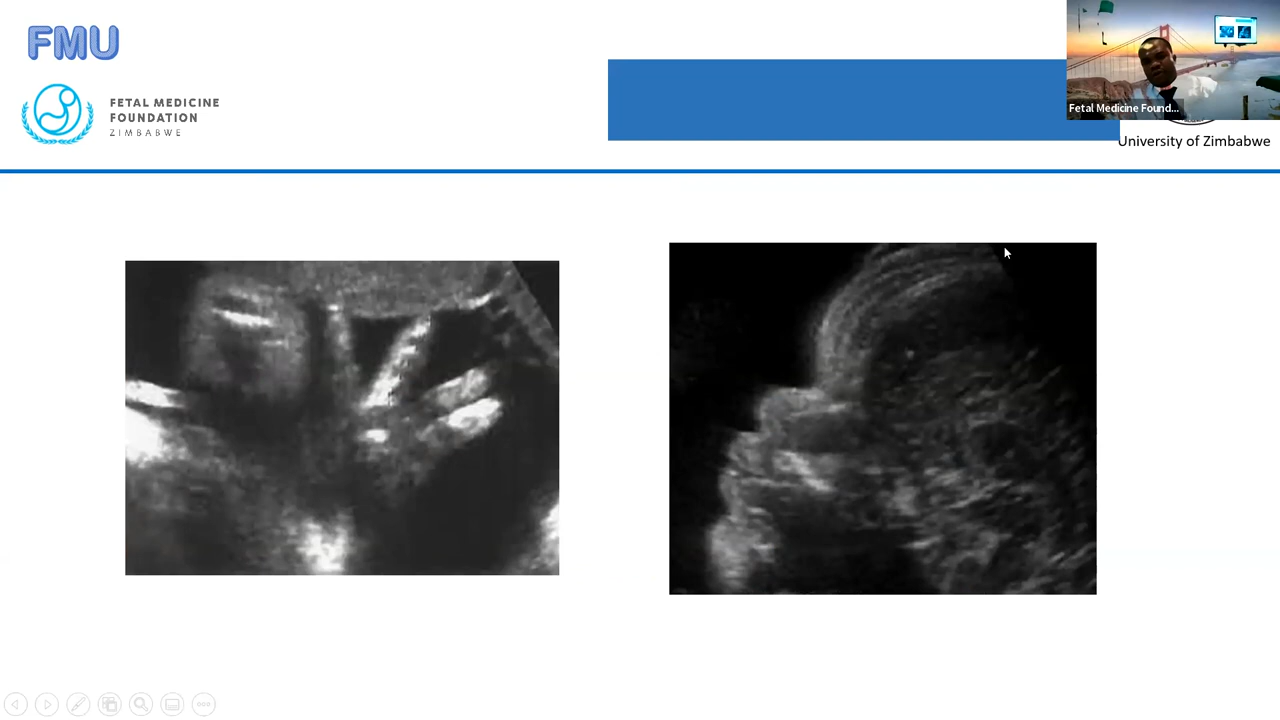 FMU
FETAL MEDICINE
FOUNDATION
ZIMBABWE
Fetal Medicine Found...
University of Zimbabwe